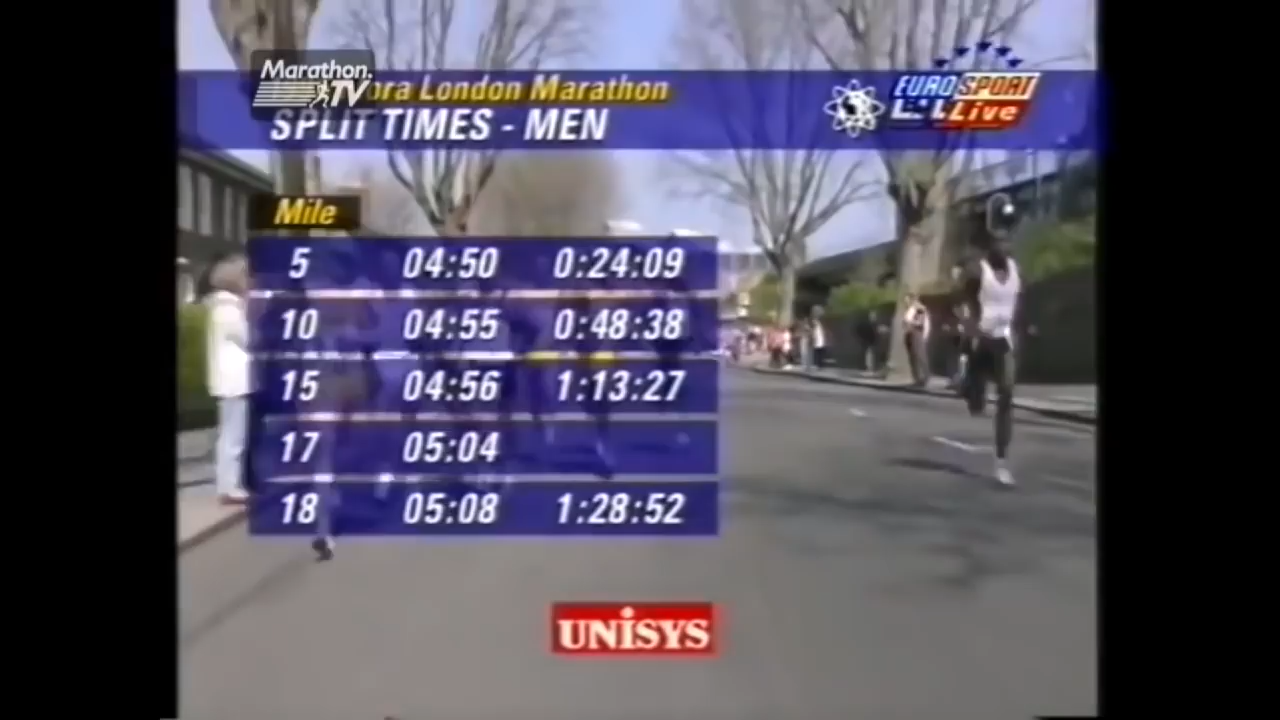 Marathon.
TV
ora London Marathon
SPLIT TIMES - MEN
EUROSPORT
Live
Mile
5 04:50 0:24:09
10 04:55 0:48:38
15 04:56 1:13:27
17 05:04
18 05:08 1:28:52
UNiSYS